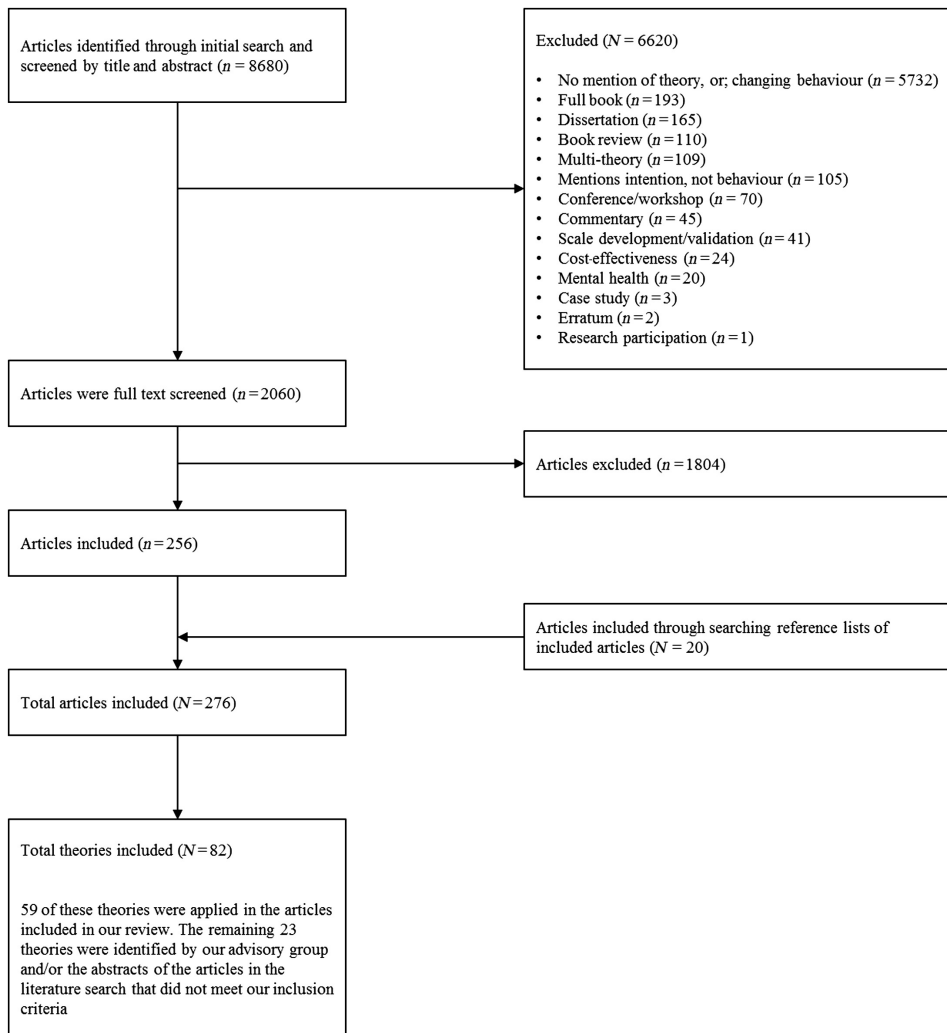 Articles identified through initial search and
screened by title and abstract (n = 8680)
Excluded (N = 6620)
• No mention of theory, or; changing behaviour (n = 5732)
• Full book (n = 193)
• Dissertation (n = 165)
• Book review (n = 110)
• Multi-theory (n = 109)
• Mentions intention, not behaviour (n = 105)
• Conference/workshop (n = 70)
• Commentary (n = 45)
• Scale development/validation (n = 41)
• Cost-effectiveness (n = 24)
• Mental health (n = 20)
• Case study (n = 3)
• Erratum (n = 2)
• Research participation (n = 1)
Articles were full text screened (n = 2060)
Articles excluded (n = 1804)
Articles included (n = 256)
Articles included through searching reference lists of
included articles (N = 20)
Total articles included (N = 276)
Total theories included (N = 82)
59 of these theories were applied in the articles
included in our review. The remaining 23
theories were identified by our advisory group
and/or the abstracts of the articles in the
literature search that did not meet our inclusion
criteria